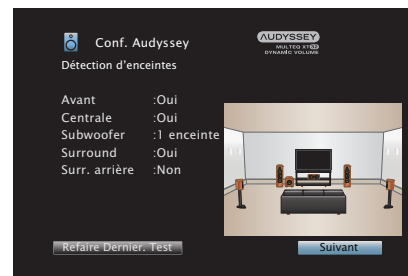 Conf. Audyssey
AUDYSSEY
MULTEQ XT32
DYNAMIC VOLUME
Détection d'enceintes
Avant :Oui
Centrale :Oui
Subwoofer :1 enceinte
Surround :Oui
Surr. arrière :Non
Refaire Dernier. Test
Suivant